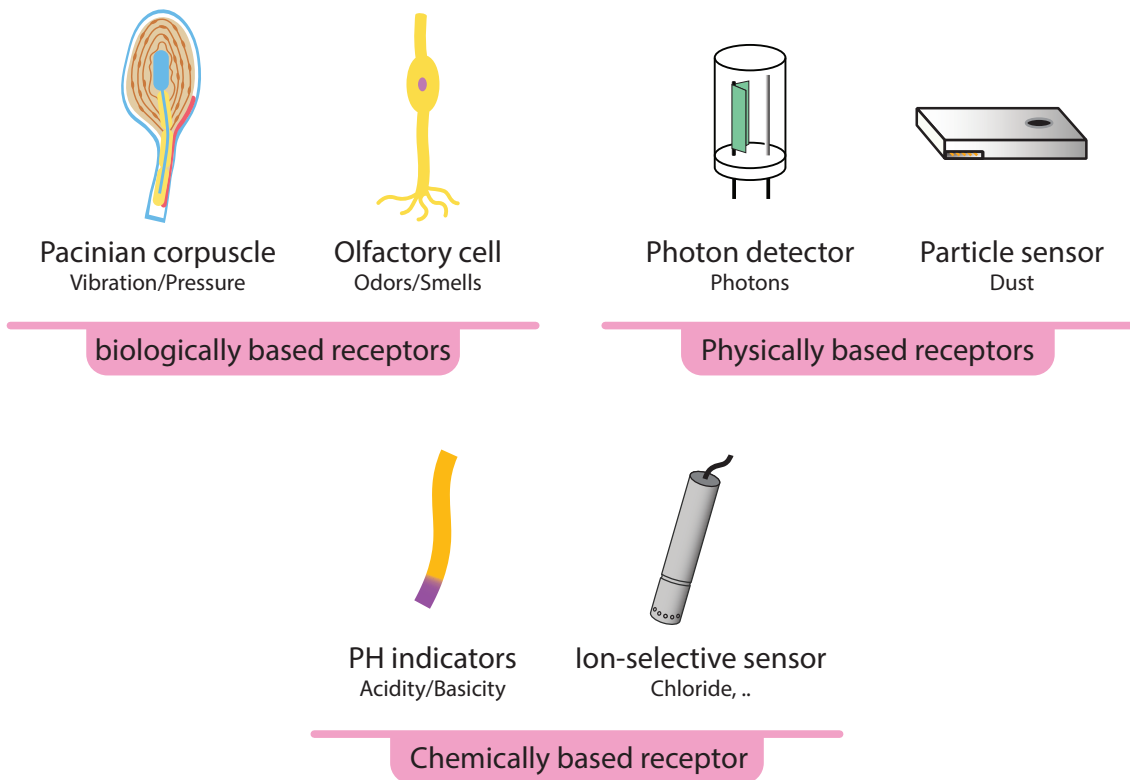 Pacinian corpuscle
Vibration/Pressure
Olfactory cell
Odors/Smells
biologically based receptors
Photon detector
Photons
Particle sensor
Dust
Physically based receptors
PH indicators
Acidity/Basicity
Ion-selective sensor
Chloride, ..
Chemically based receptor